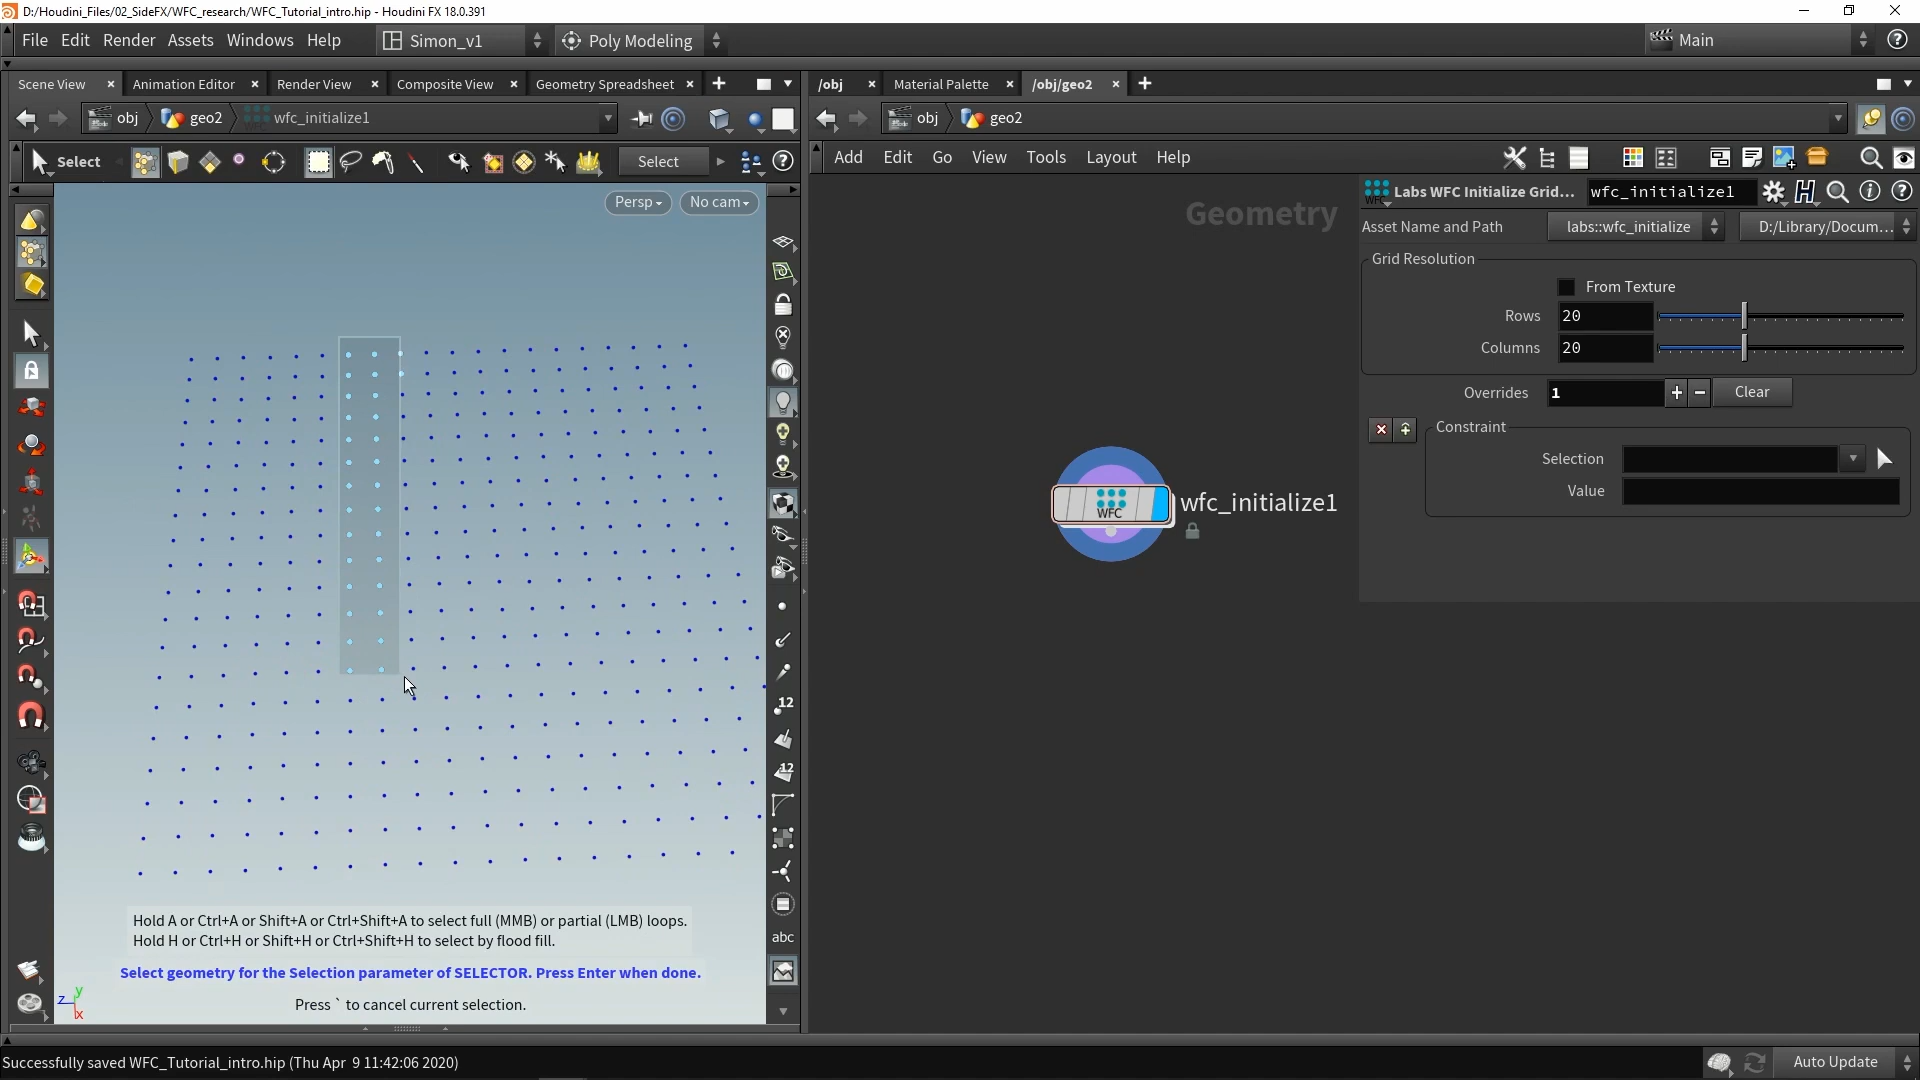 D:/Houdini_Files/02_SideFX/WFC_research/WFC_Tutorial_intro.hip - Houdini FX 18.0.391
File Edit Render Assets Windows Help Simon_v1 Poly Modeling Main
Scene View Animation Editor Render View Composite View Geometry Spreadsheet
/obj Material Palette /obj/geo2
obj geo2 wfc_initialize1
obj geo2
Select Select
Add Edit Go View Tools Layout Help
Persp No cam
Geometry
Labs WFC Initialize Grid... wfc_initialize1
Asset Name and Path labs::wfc_initialize D:/Library/Docum...
Grid Resolution
From Texture
Rows 20
Columns 20
Overrides 1 Clear
Constraint
Selection
Value
WFC
wfc_initialize1
12
12
abc
Hold A or Ctrl+A or Shift+A or Ctrl+Shift+A to select full (MMB) or partial (LMB) loops.
Hold H or Ctrl+H or Shift+H or Ctrl+Shift+H to select by flood fill.
Select geometry for the Selection parameter of SELECTOR. Press Enter when done.
Press ` to cancel current selection.
z y x
Successfully saved WFC_Tutorial_intro.hip (Thu Apr 9 11:42:06 2020)
Auto Update